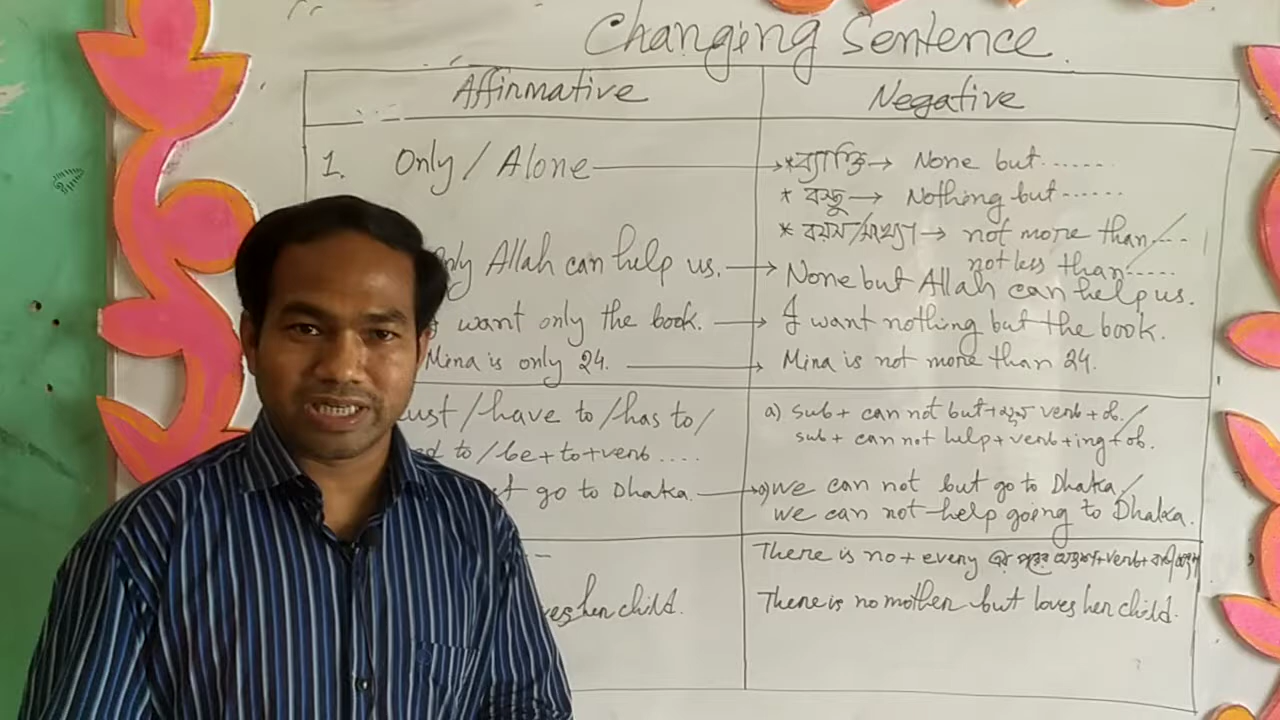 Changing Sentence.
Affirmative Negative
1. Only / Alone → * ব্যাক্তি → None but ......
* বস্তু → Nothing but ......
* বয়স/সংখ্যা → not more than/...
not less than .....
Allah can help us. → None but Allah can help us.
want only the book. → I want nothing but the book.
Mina is only 24. → Mina is not more than 24.
/have to /has to/ a) sub + can not but + মূল verb + ob. /
to / be + to + verb .... sub + can not help + verb + ing + ob.
go to Dhaka. → a) we can not but go to Dhaka /
we can not help going to Dhaka.
There is no + every এর পরের + verb +
her child. There is no mother but loves her child.